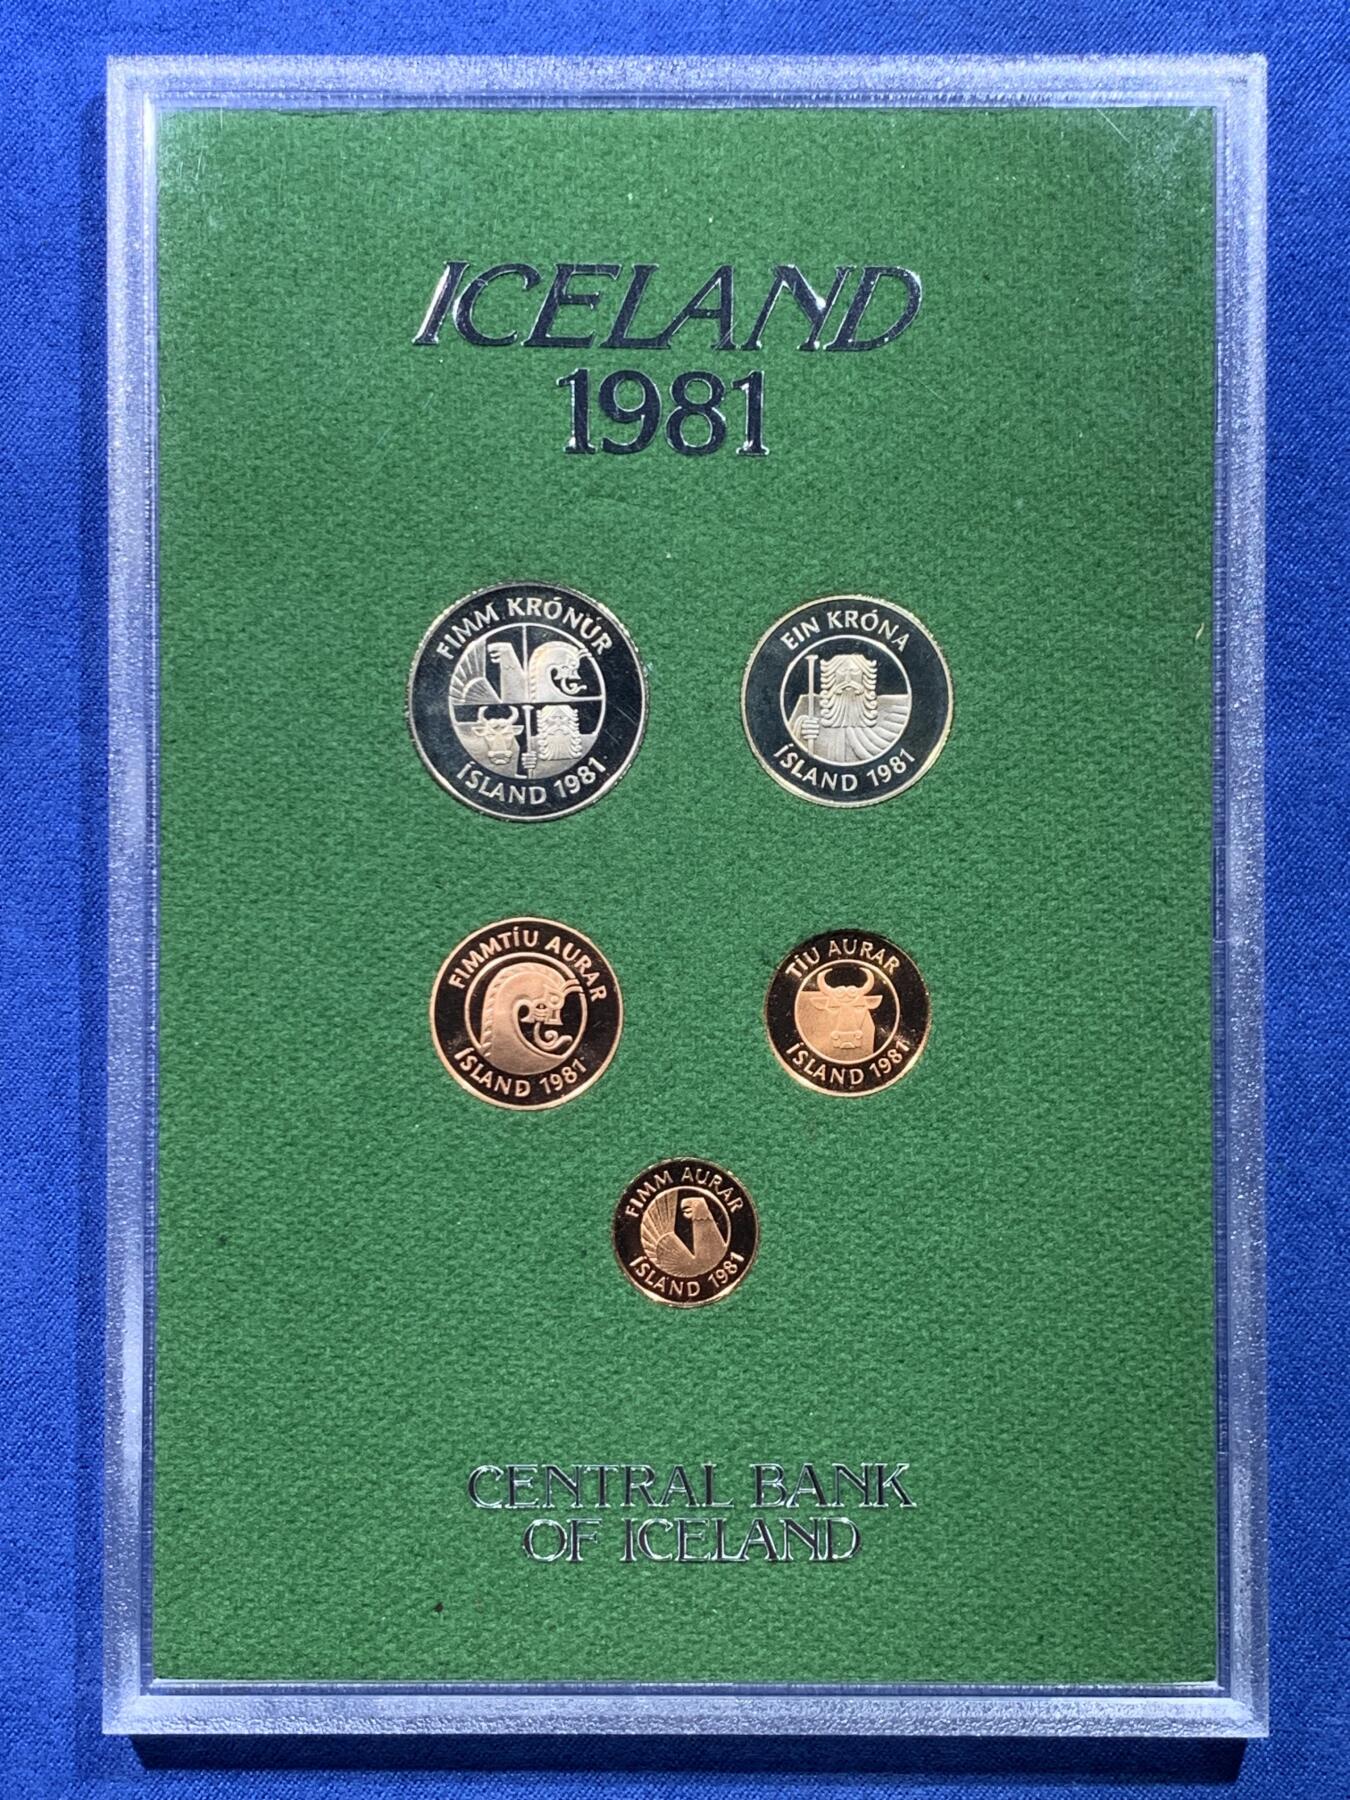 ICELAND
1981
FIMM KRÓNUR
ÍSLAND 1981
EIN KRÓNA
ÍSLAND 1981
FIMMTÍU AURAR
ÍSLAND 1981
TÍU AURAR
ÍSLAND 1981
FIMM AURAR
ÍSLAND 1981
CENTRAL BANK
OF ICELAND